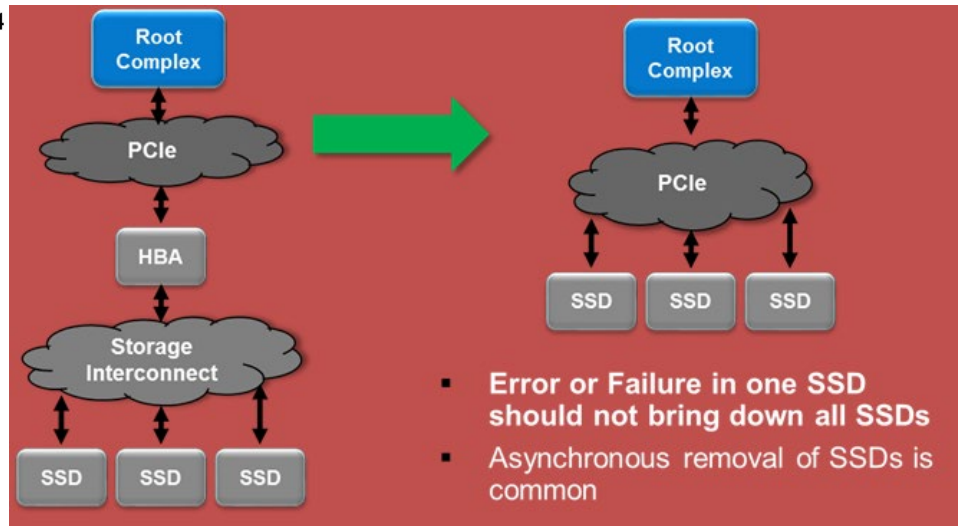 4
Root
Complex
PCIe
HBA
Storage
Interconnect
SSD
SSD
SSD
Root
Complex
PCIe
SSD
SSD
SSD
▪ Error or Failure in one SSD
should not bring down all SSDs
▪ Asynchronous removal of SSDs is
common